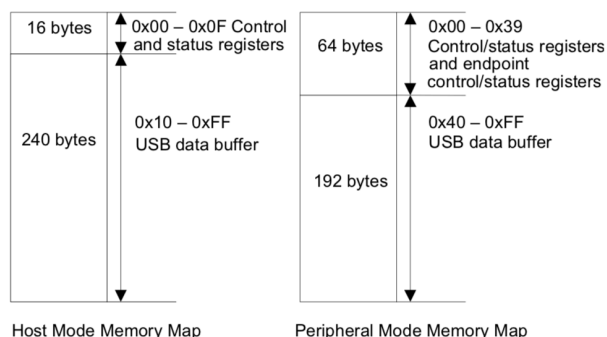 16 bytes
0x00 – 0x0F Control
and status registers
240 bytes
0x10 – 0xFF
USB data buffer
Host Mode Memory Map
64 bytes
0x00 – 0x39
Control/status registers
and endpoint
control/status registers
0x40 – 0xFF
USB data buffer
192 bytes
Peripheral Mode Memory Map